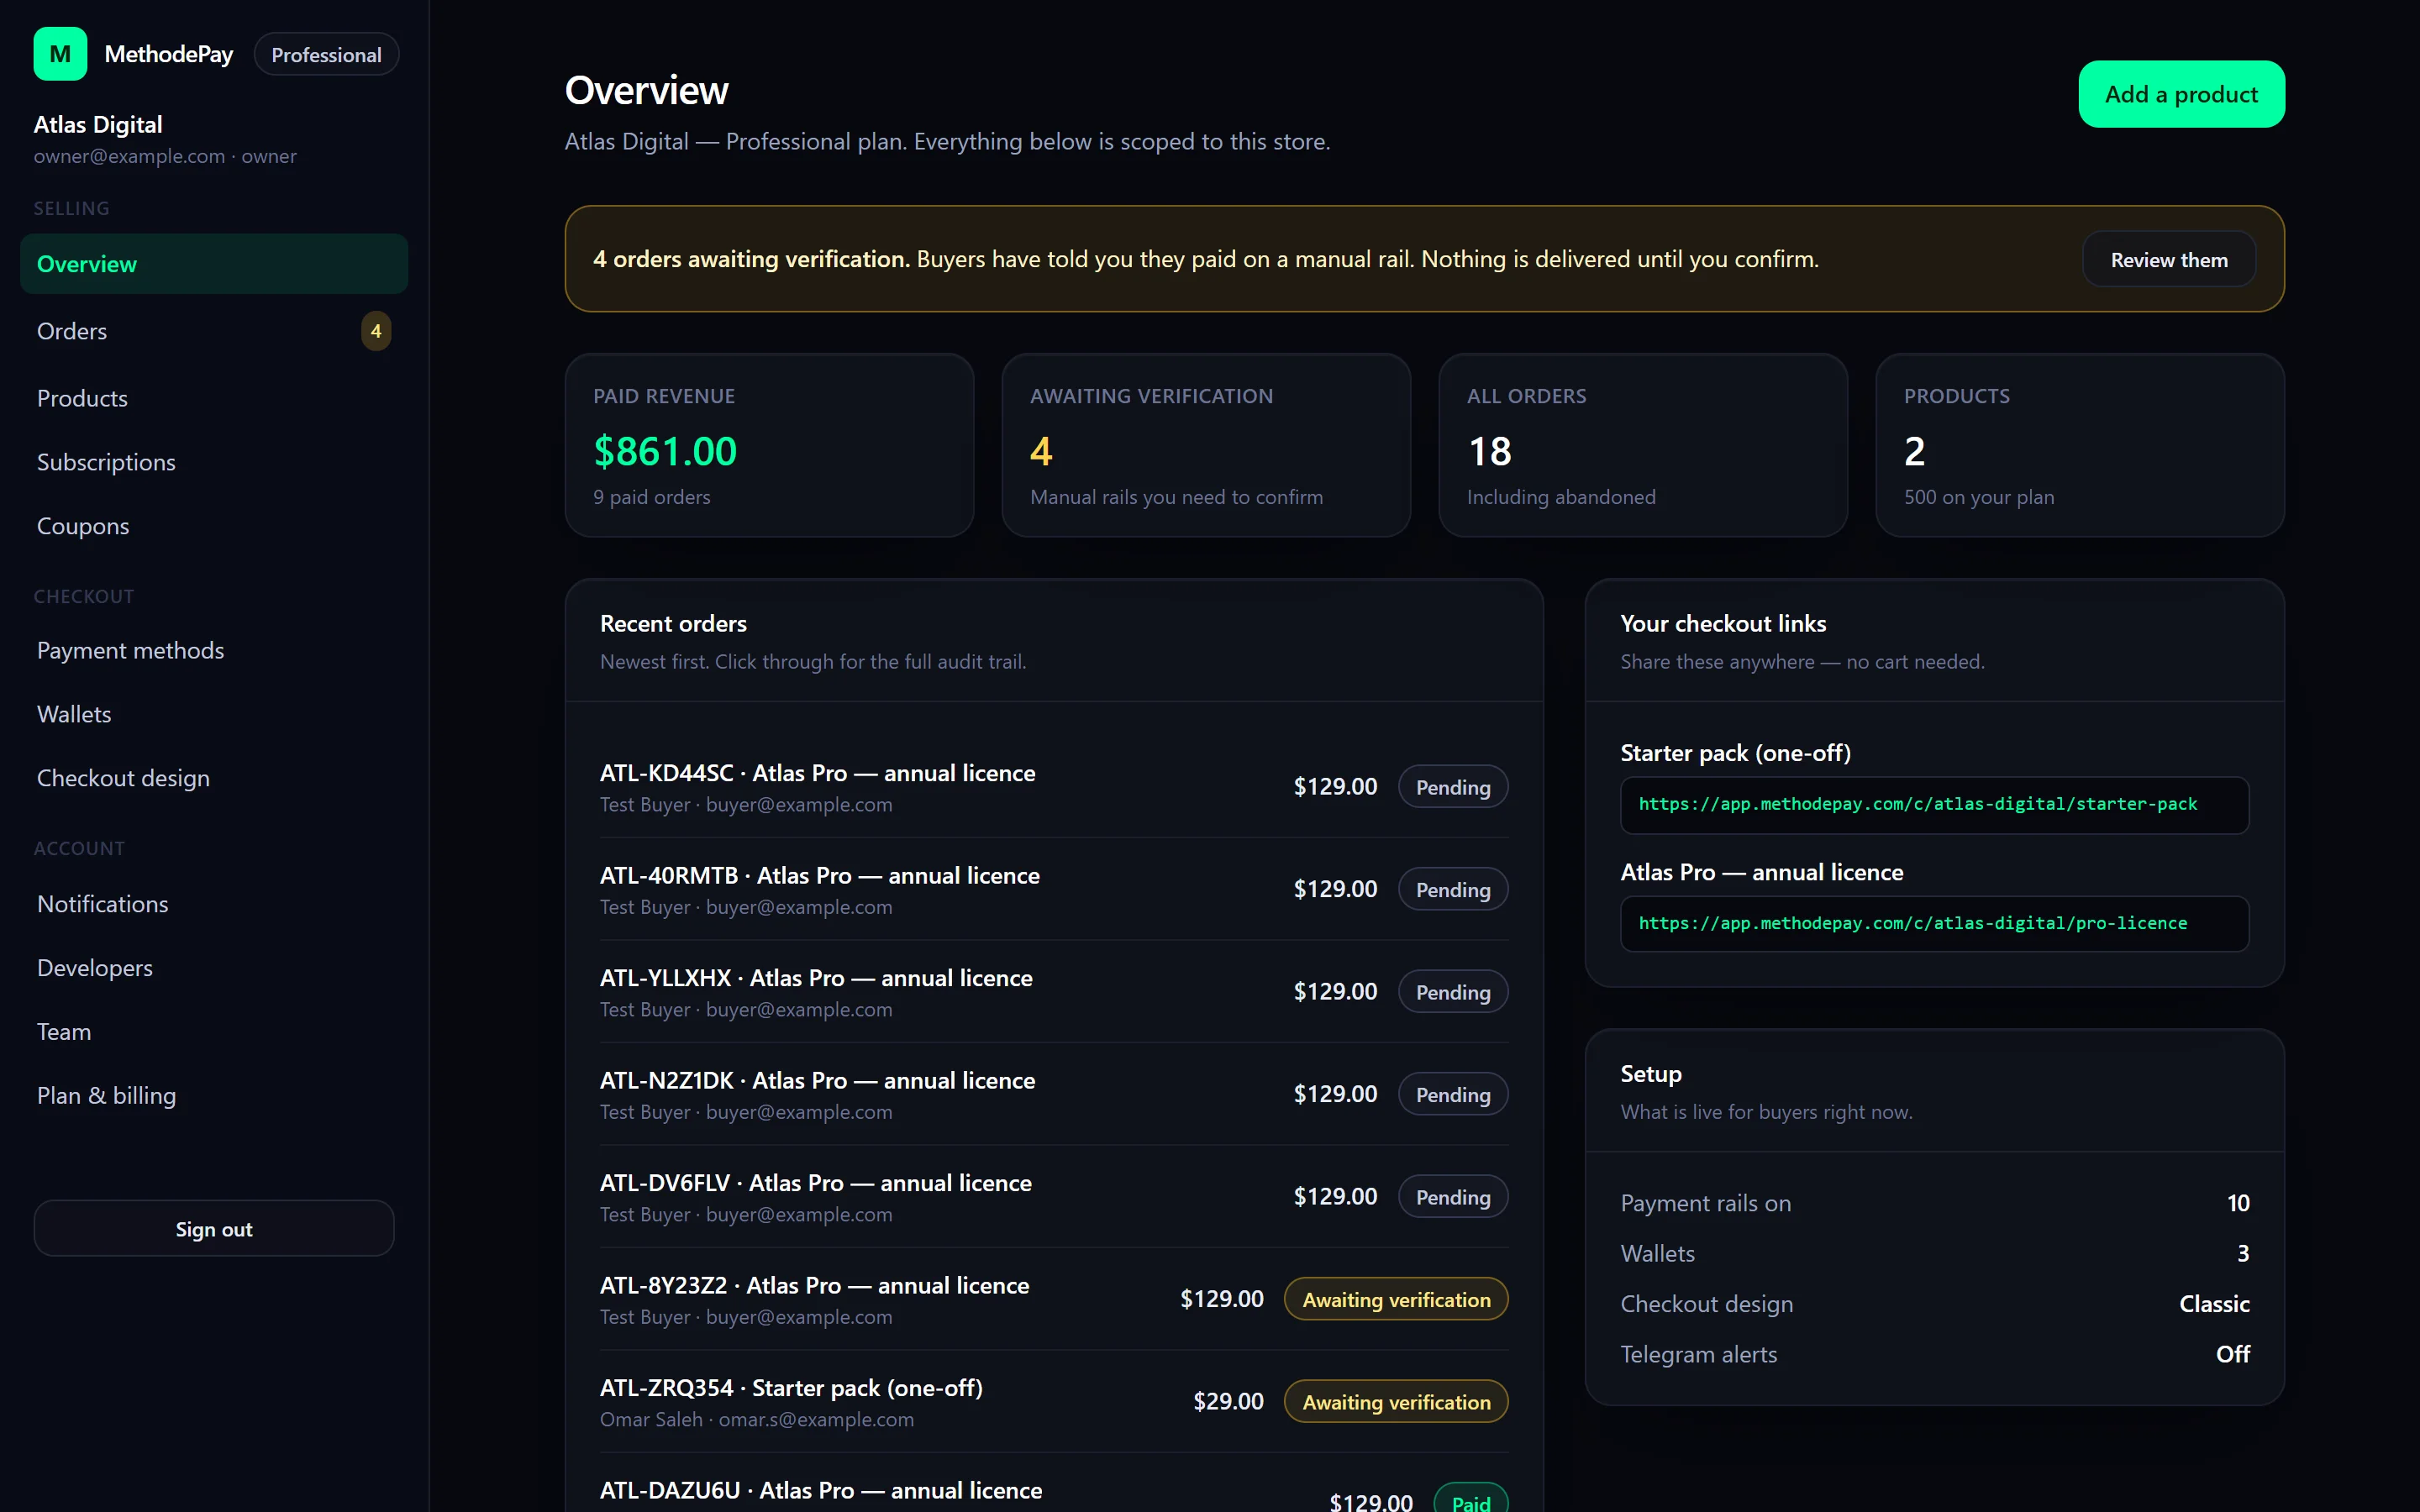 M MethodePay Professional
Atlas Digital
owner@example.com · owner
SELLING
Overview
Orders 4
Products
Subscriptions
Coupons
CHECKOUT
Payment methods
Wallets
Checkout design
ACCOUNT
Notifications
Developers
Team
Plan & billing
Sign out
Overview
Atlas Digital — Professional plan. Everything below is scoped to this store.
Add a product
4 orders awaiting verification. Buyers have told you they paid on a manual rail. Nothing is delivered until you confirm.
Review them
PAID REVENUE
$861.00
9 paid orders
AWAITING VERIFICATION
4
Manual rails you need to confirm
ALL ORDERS
18
Including abandoned
PRODUCTS
2
500 on your plan
Recent orders
Newest first. Click through for the full audit trail.
ATL-KD44SC · Atlas Pro — annual licence
Test Buyer · buyer@example.com
$129.00 Pending
ATL-40RMTB · Atlas Pro — annual licence
Test Buyer · buyer@example.com
$129.00 Pending
ATL-YLLXHX · Atlas Pro — annual licence
Test Buyer · buyer@example.com
$129.00 Pending
ATL-N2Z1DK · Atlas Pro — annual licence
Test Buyer · buyer@example.com
$129.00 Pending
ATL-DV6FLV · Atlas Pro — annual licence
Test Buyer · buyer@example.com
$129.00 Pending
ATL-8Y23Z2 · Atlas Pro — annual licence
Test Buyer · buyer@example.com
$129.00 Awaiting verification
ATL-ZRQ354 · Starter pack (one-off)
Omar Saleh · omar.s@example.com
$29.00 Awaiting verification
ATL-DAZU6U · Atlas Pro — annual licence
$129.00 Paid
Your checkout links
Share these anywhere — no cart needed.
Starter pack (one-off)
https://app.methodepay.com/c/atlas-digital/starter-pack
Atlas Pro — annual licence
https://app.methodepay.com/c/atlas-digital/pro-licence
Setup
What is live for buyers right now.
Payment rails on 10
Wallets 3
Checkout design Classic
Telegram alerts Off